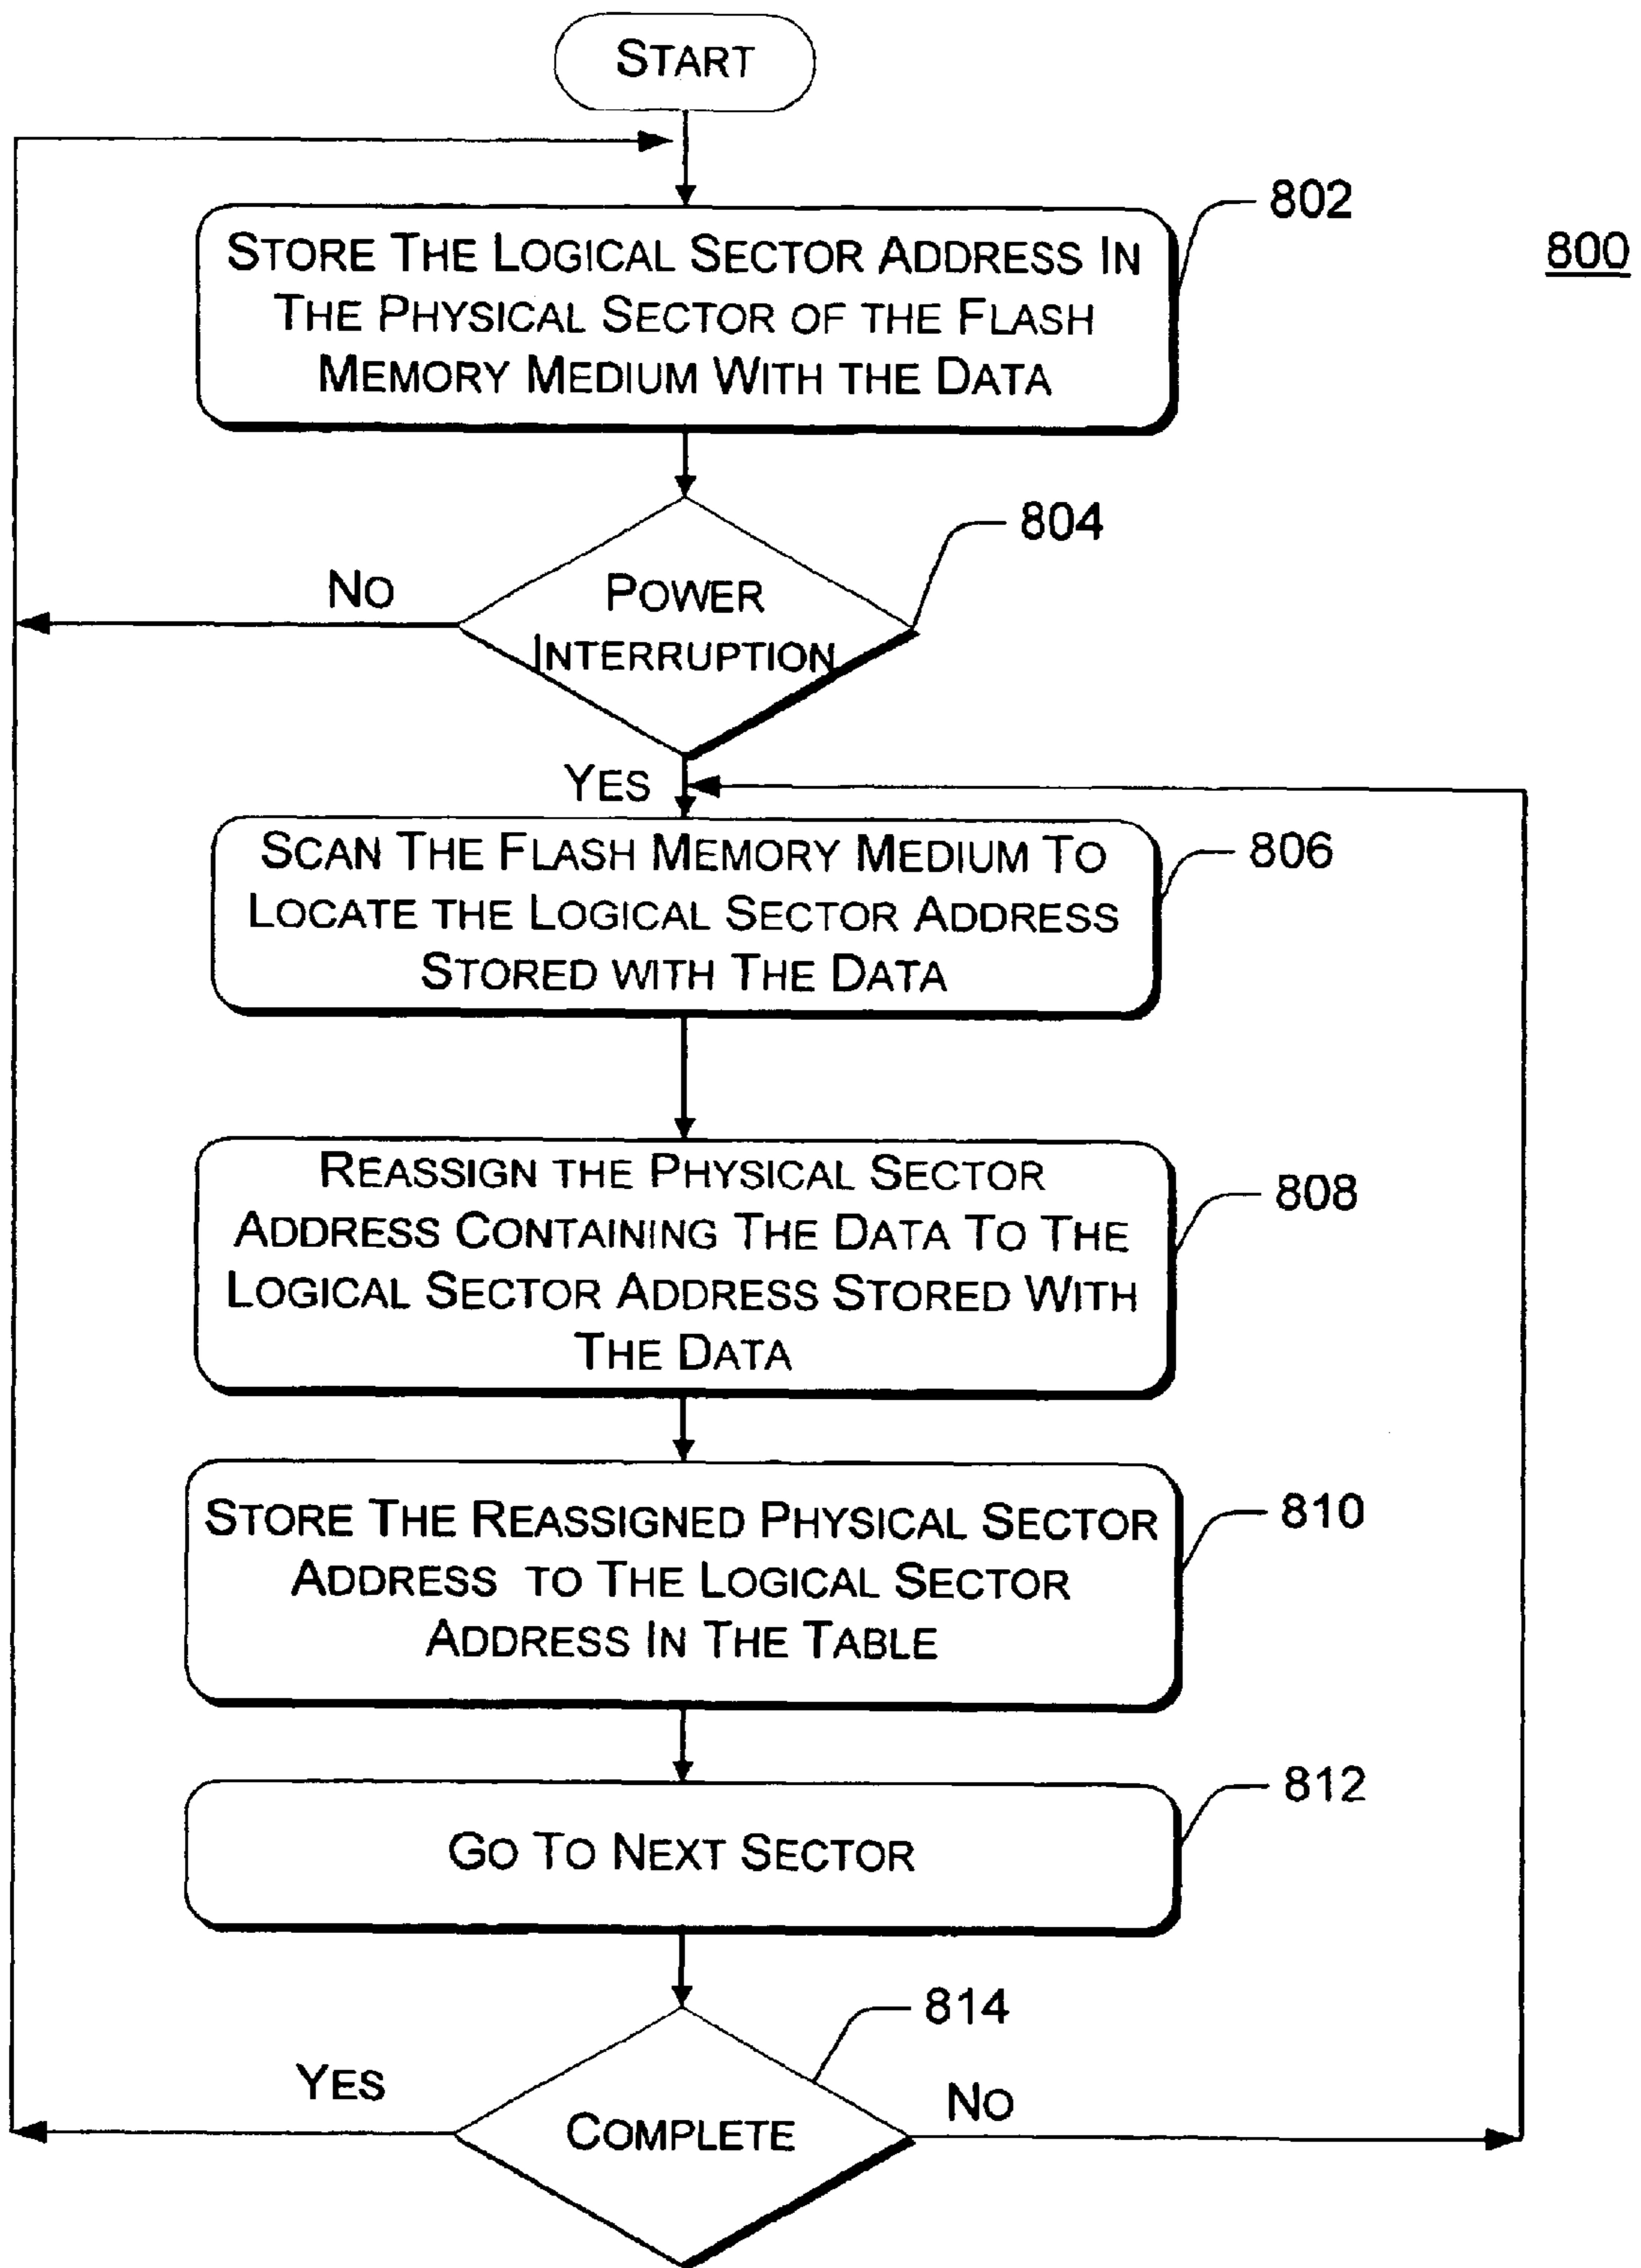 START
802
800
STORE THE LOGICAL SECTOR ADDRESS IN
THE PHYSICAL SECTOR OF THE FLASH
MEMORY MEDIUM WITH THE DATA
804
NO
POWER
INTERRUPTION
YES
SCAN THE FLASH MEMORY MEDIUM TO
LOCATE THE LOGICAL SECTOR ADDRESS
STORED WITH THE DATA
806
REASSIGN THE PHYSICAL SECTOR
ADDRESS CONTAINING THE DATA TO THE
LOGICAL SECTOR ADDRESS STORED WITH
THE DATA
808
STORE THE REASSIGNED PHYSICAL SECTOR
ADDRESS TO THE LOGICAL SECTOR
ADDRESS IN THE TABLE
810
GO TO NEXT SECTOR
812
814
YES
COMPLETE
NO